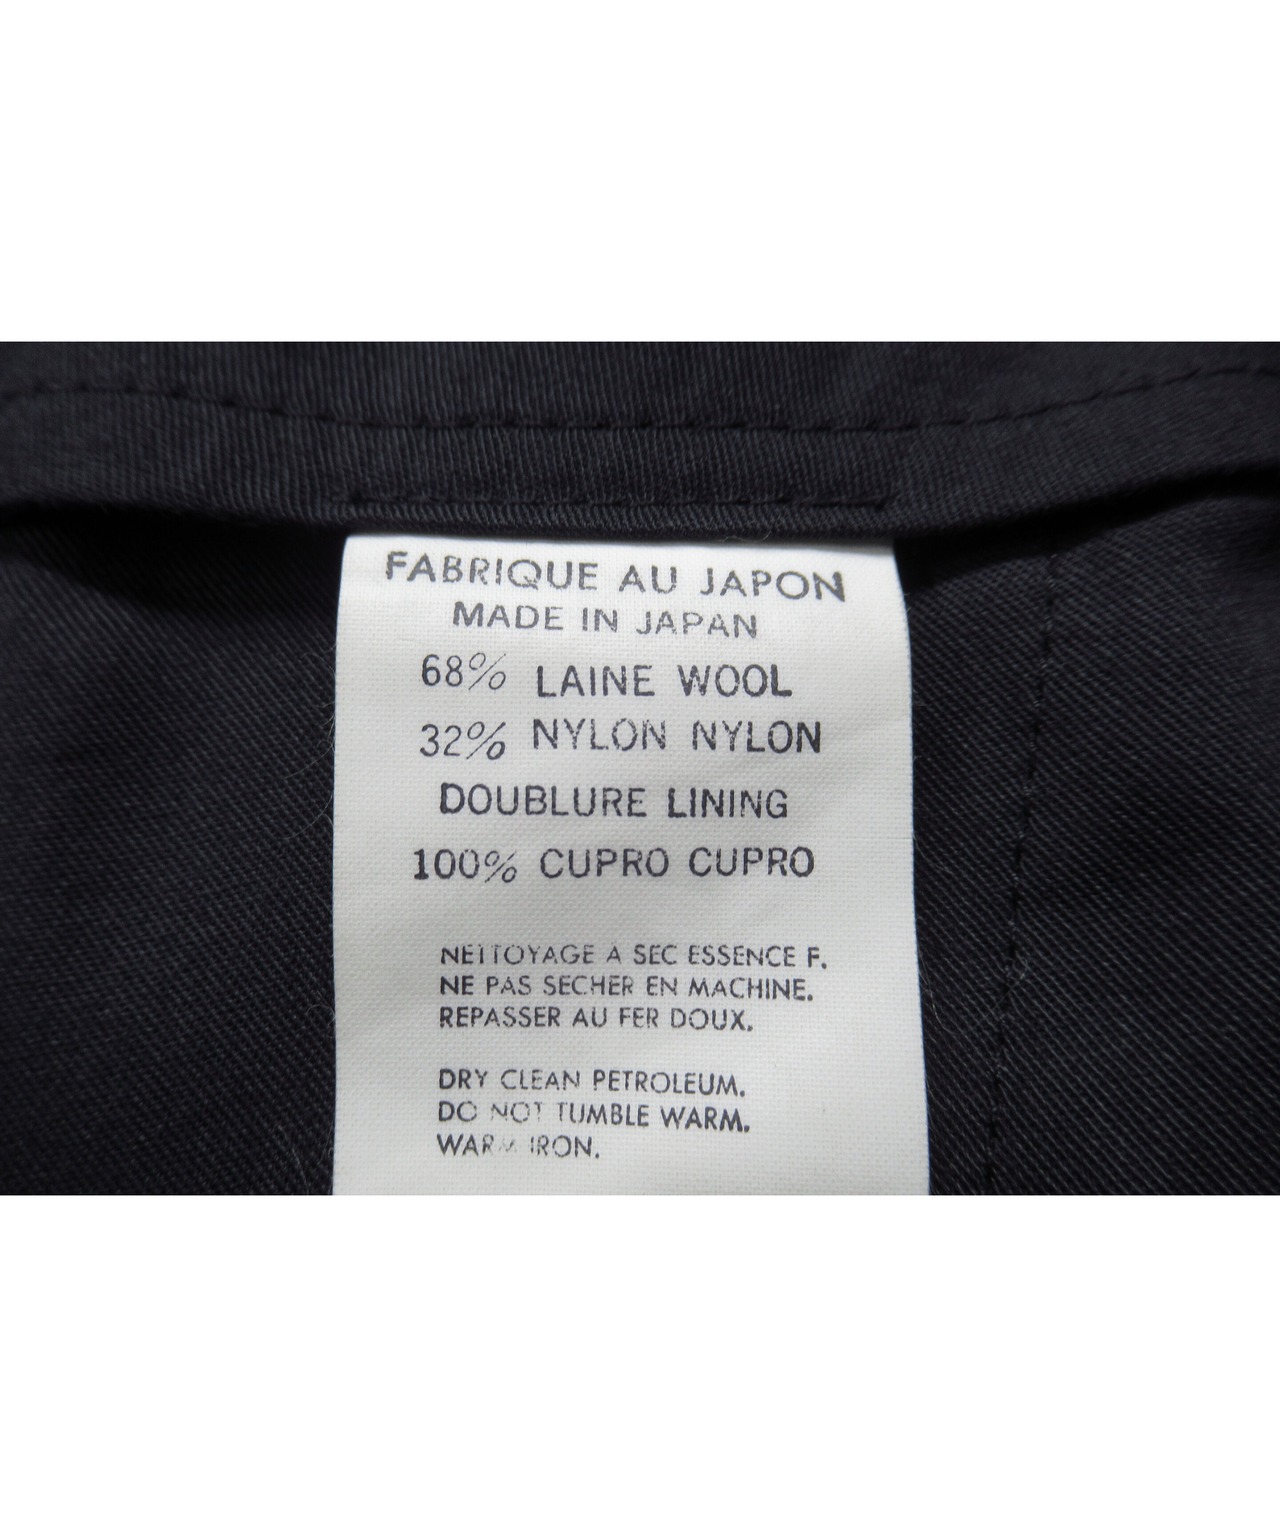 FABRIQUE AU JAPON
MADE IN JAPAN
68% LAINE WOOL
32% NYLON NYLON
DOUBLURE LINING
100% CUPRO CUPRO
NETTOYAGE A SEC ESSENCE F.
NE PAS SECHER EN MACHINE.
REPASSER AU FER DOUX.
DRY CLEAN PETROLEUM.
DO NOT TUMBLE WARM.
WARM IRON.